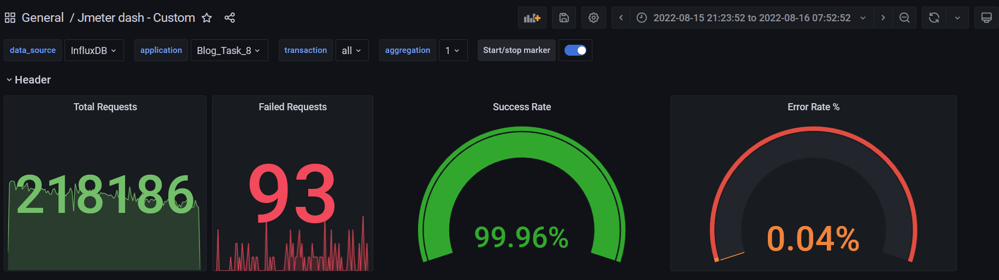 General / Jmeter dash - Custom
2022-08-15 21:23:52 to 2022-08-16 07:52:52
data_source InfluxDB application Blog_Task_8 transaction all aggregation 1 Start/stop marker
Header
Total Requests Failed Requests Success Rate Error Rate %
218186 93 99.96% 0.04%